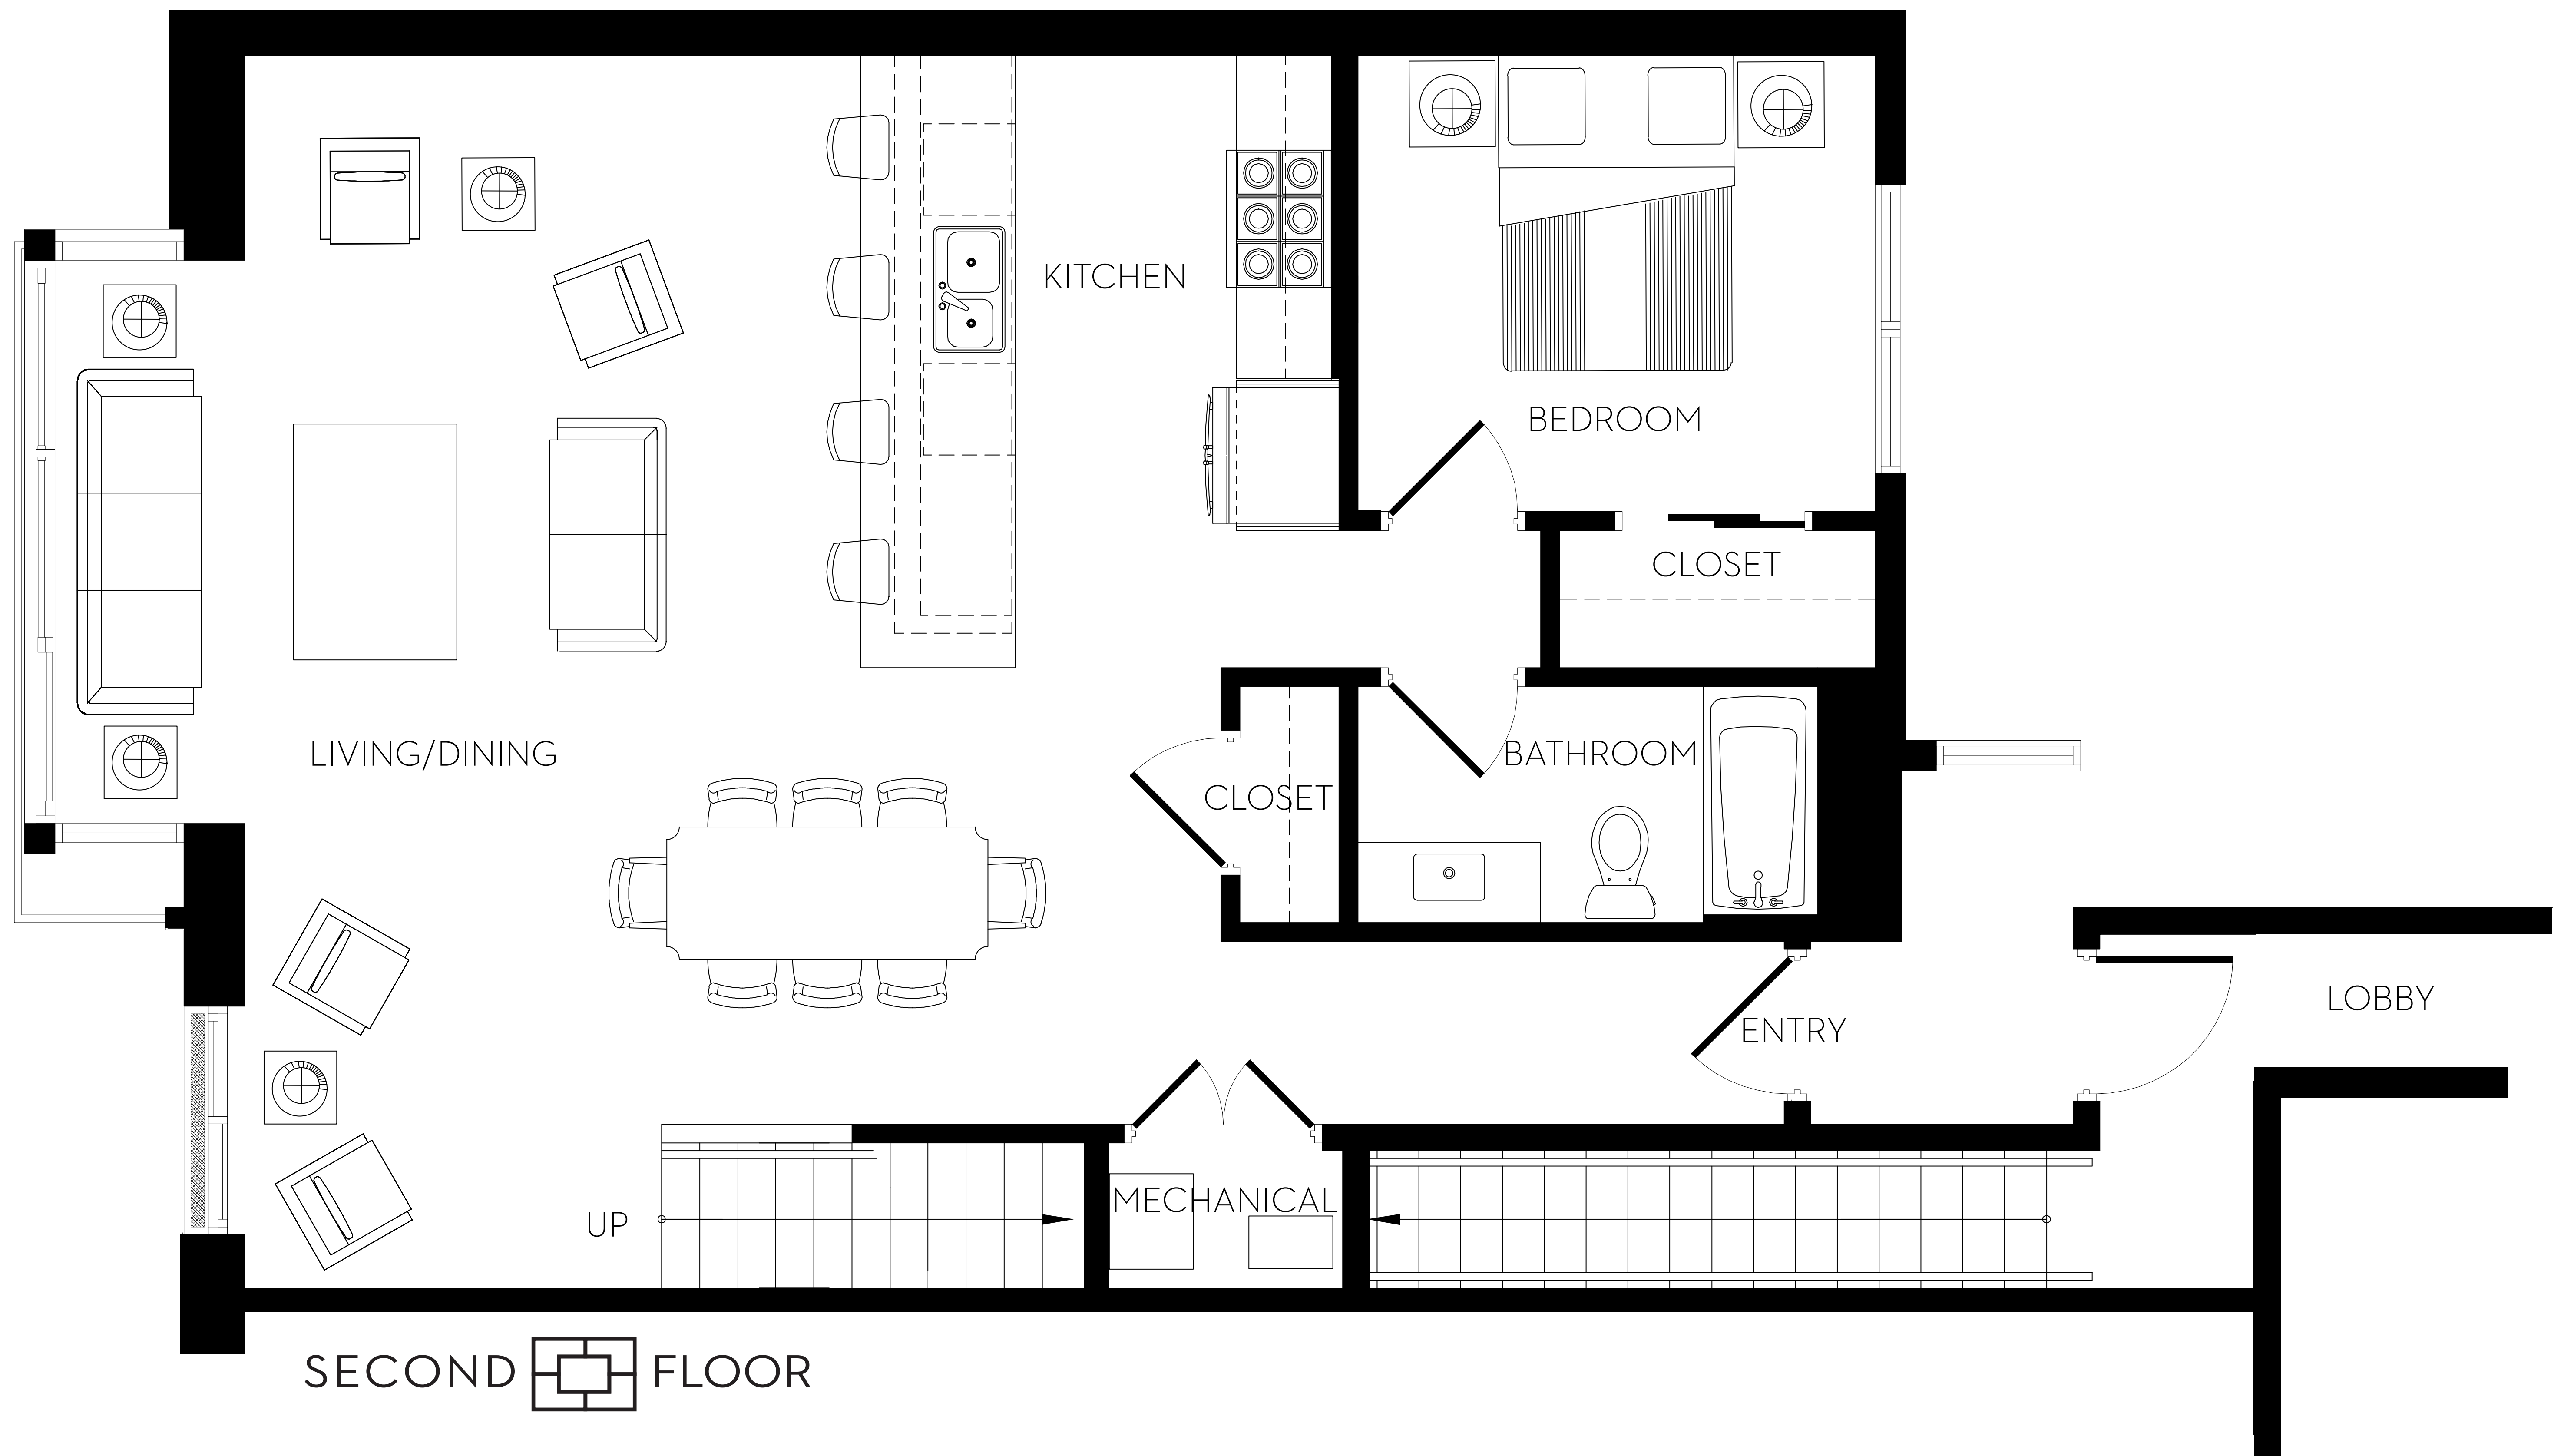 KITCHEN
BEDROOM
CLOSET
LIVING/DINING
BATHROOM
CLOSET
LOBBY
ENTRY
MECHANICAL
UP
SECOND FLOOR